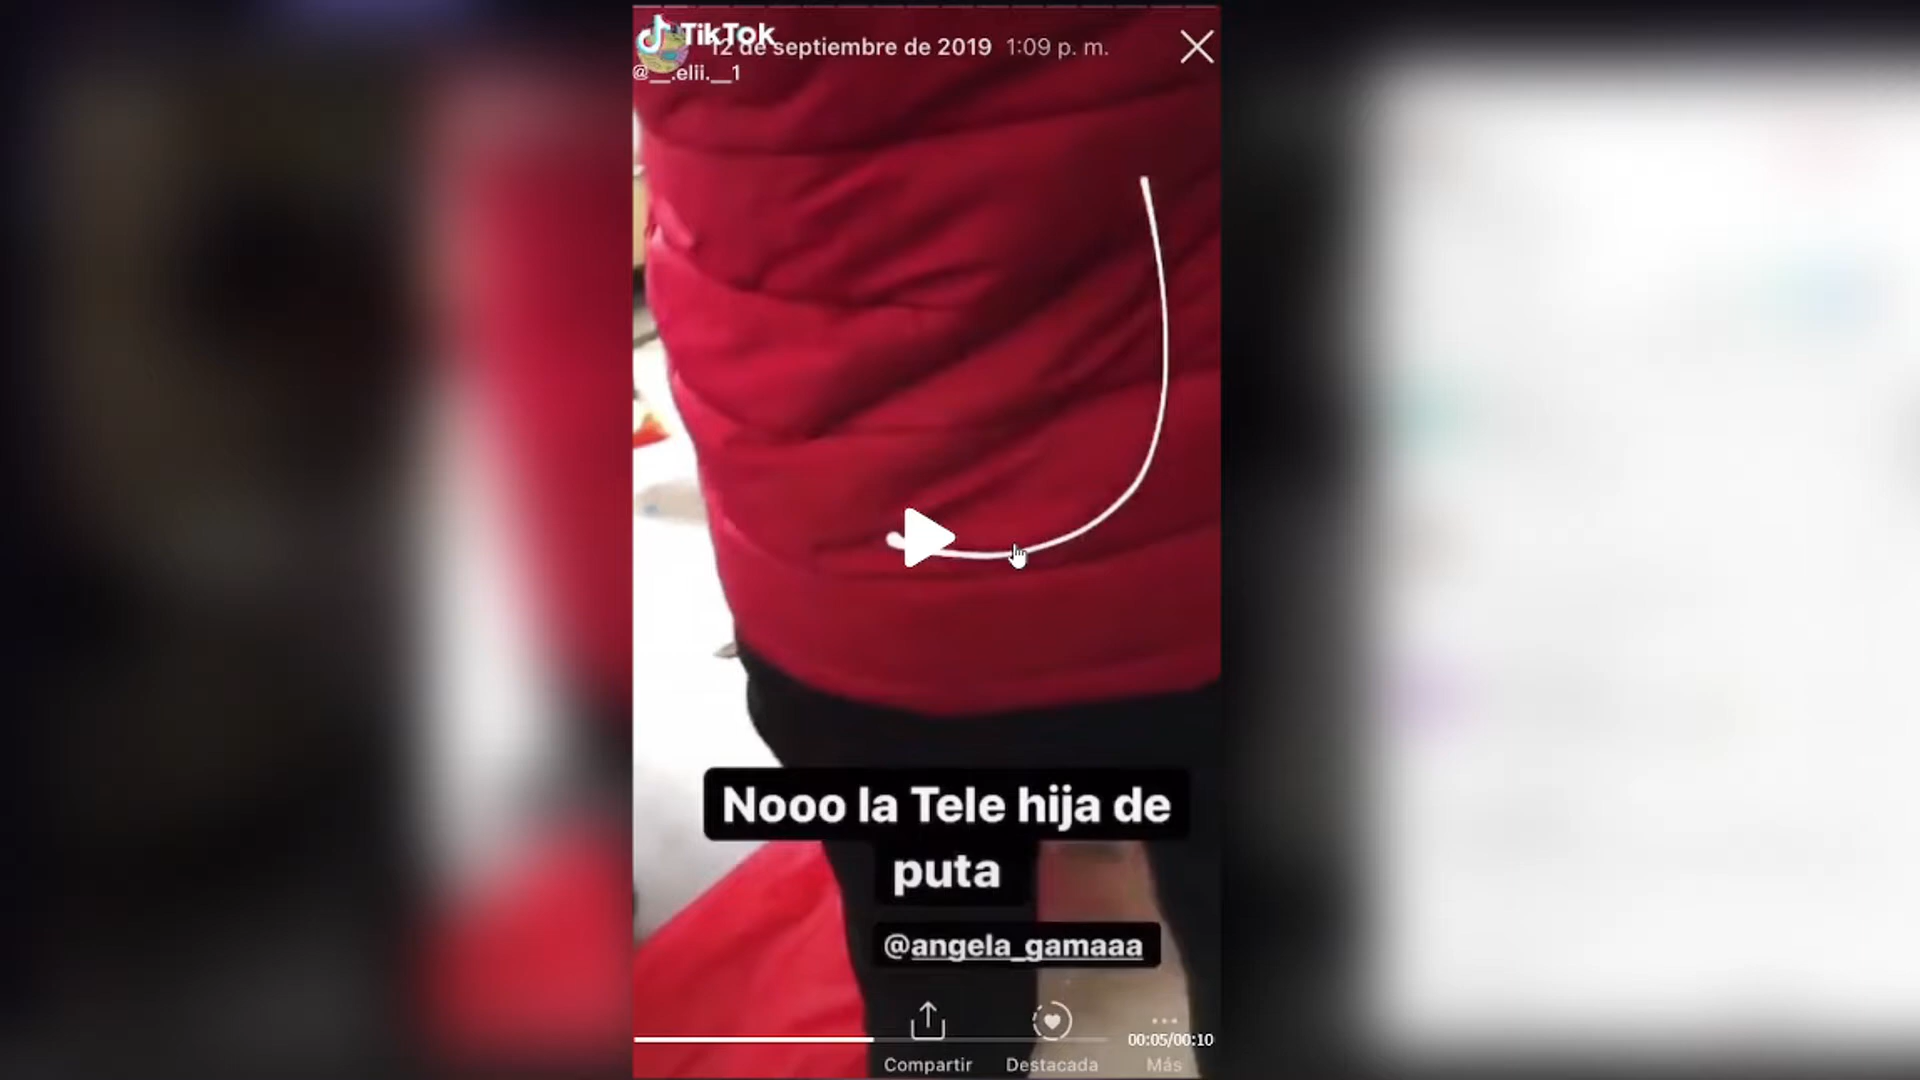 TikTok
12 de septiembre de 2019 1:09 p. m.
@__.elii.__1
Nooo la Tele hija de
puta
@angela_gamaaa
00:05/00:10
Compartir Destacada Más